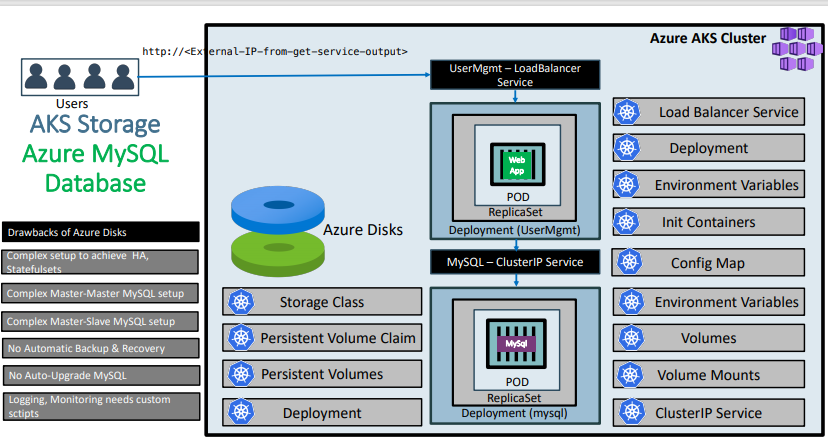 http://<External-IP-from-get-service-output>
Azure AKS Cluster
Users
AKS Storage
Azure MySQL
Database
UserMgmt – LoadBalancer
Service
Web
App
POD
ReplicaSet
Deployment (UserMgmt)
MySQL – ClusterIP Service
MySql
POD
ReplicaSet
Deployment (mysql)
Azure Disks
Storage Class
Persistent Volume Claim
Persistent Volumes
Deployment
Load Balancer Service
Deployment
Environment Variables
Init Containers
Config Map
Environment Variables
Volumes
Volume Mounts
ClusterIP Service
Drawbacks of Azure Disks
Complex setup to achieve HA,
Statefulsets
Complex Master-Master MySQL setup
Complex Master-Slave MySQL setup
No Automatic Backup & Recovery
No Auto-Upgrade MySQL
Logging, Monitoring needs custom
sctipts